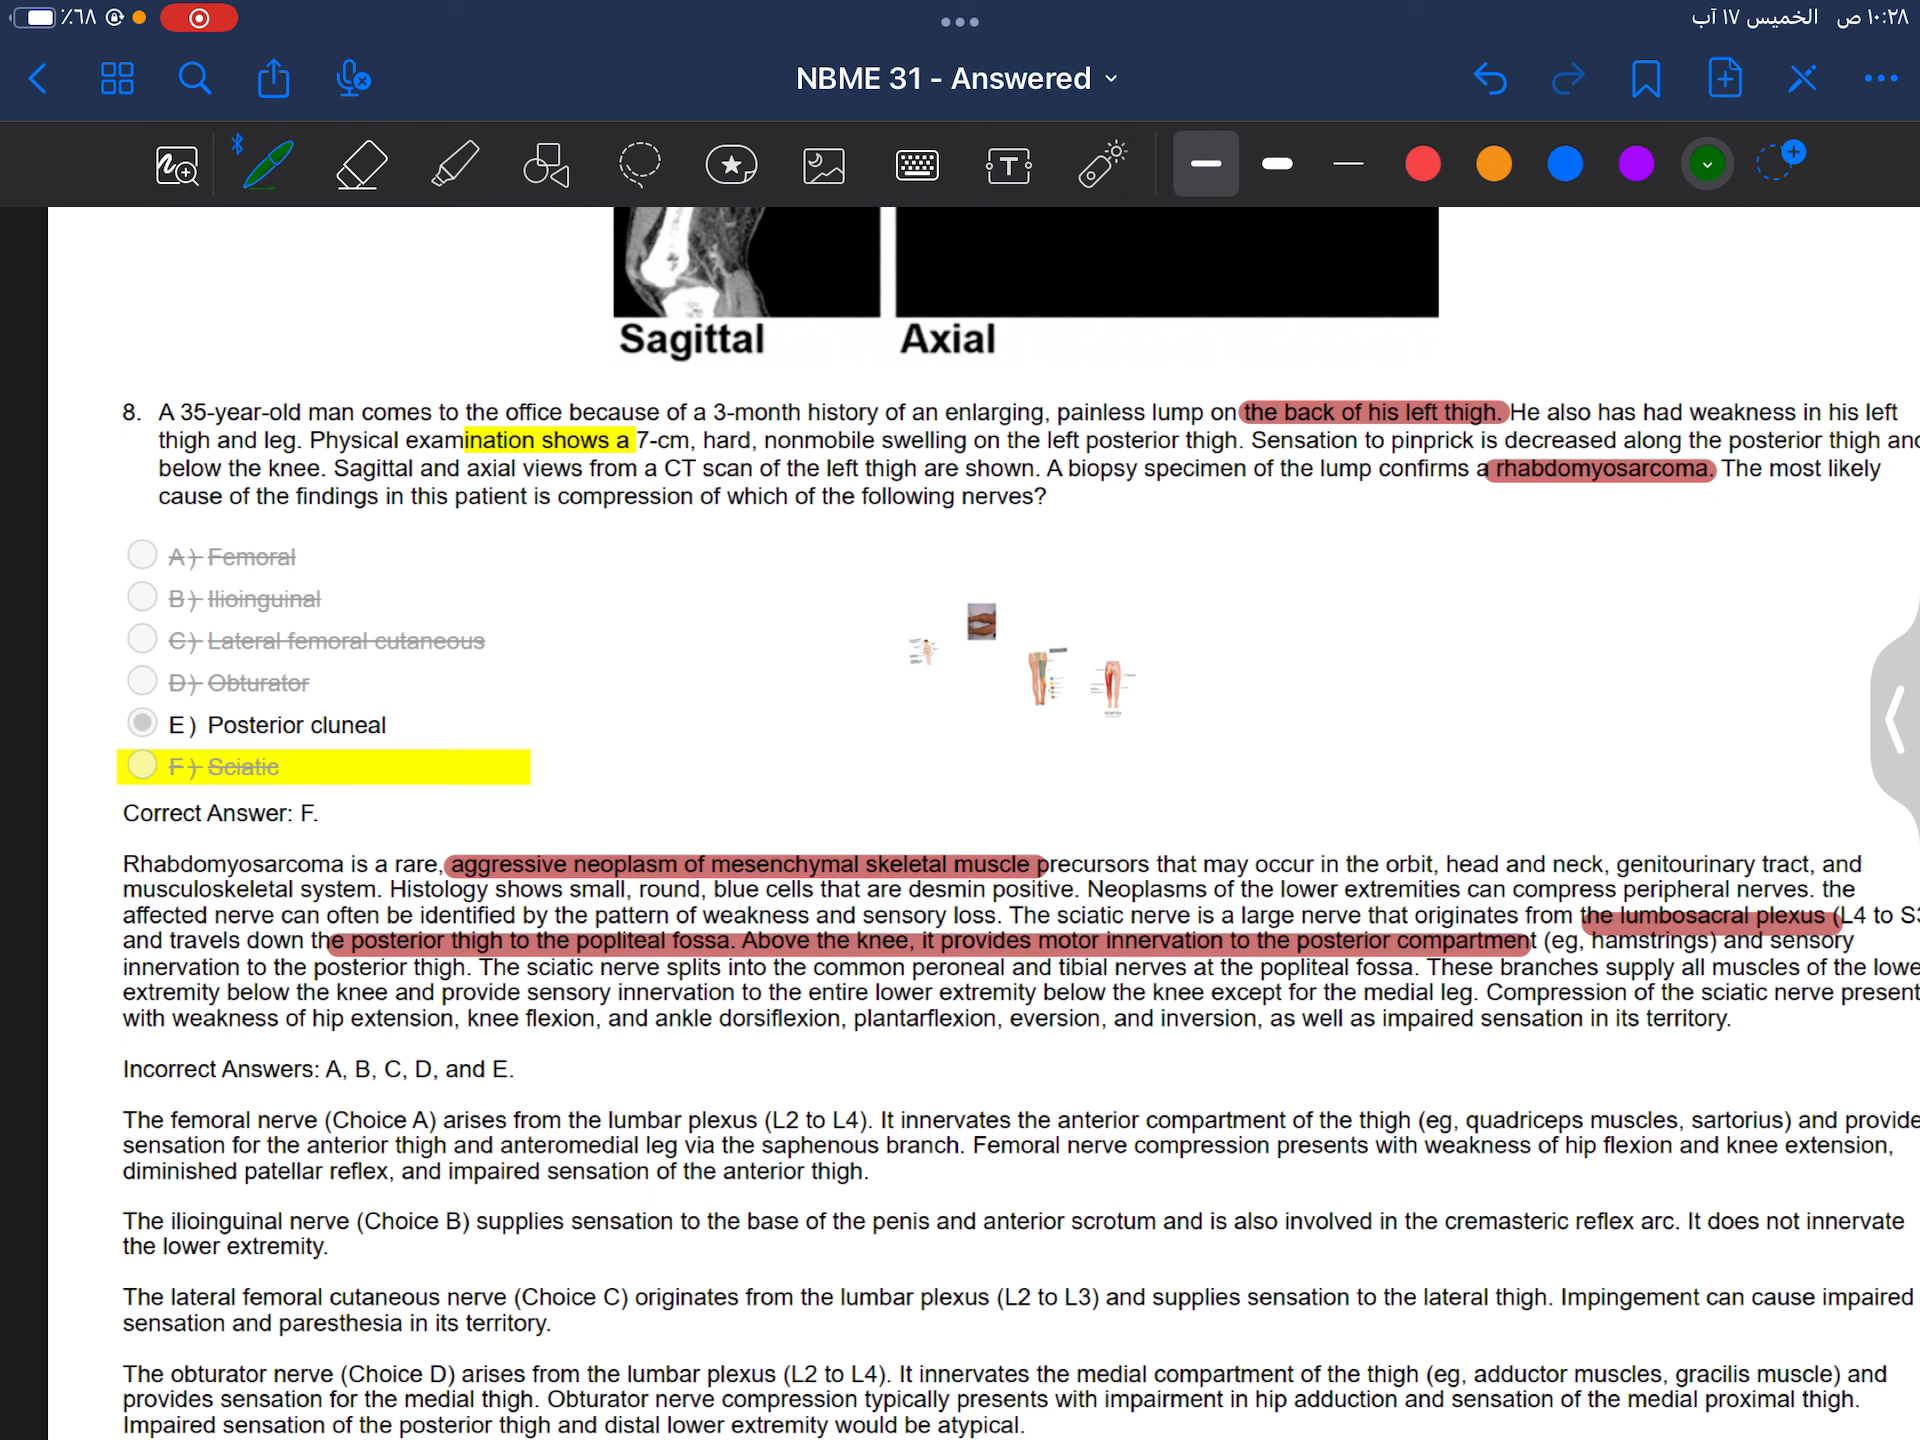 ٪٦٨
١٠:٢٨ ص الخميس ١٧ آب
NBME 31 - Answered
T
Sagittal
Axial
8. A 35-year-old man comes to the office because of a 3-month history of an enlarging, painless lump on the back of his left thigh. He also has had weakness in his left
thigh and leg. Physical examination shows a 7-cm, hard, nonmobile swelling on the left posterior thigh. Sensation to pinprick is decreased along the posterior thigh and
below the knee. Sagittal and axial views from a CT scan of the left thigh are shown. A biopsy specimen of the lump confirms a rhabdomyosarcoma. The most likely
cause of the findings in this patient is compression of which of the following nerves?
A) Femoral
B) Ilioinguinal
C) Lateral femoral cutaneous
D) Obturator
E) Posterior cluneal
F) Sciatic
Correct Answer: F.
Rhabdomyosarcoma is a rare, aggressive neoplasm of mesenchymal skeletal muscle precursors that may occur in the orbit, head and neck, genitourinary tract, and
musculoskeletal system. Histology shows small, round, blue cells that are desmin positive. Neoplasms of the lower extremities can compress peripheral nerves. the
affected nerve can often be identified by the pattern of weakness and sensory loss. The sciatic nerve is a large nerve that originates from the lumbosacral plexus (L4 to S3
and travels down the posterior thigh to the popliteal fossa. Above the knee, it provides motor innervation to the posterior compartment (eg, hamstrings) and sensory
innervation to the posterior thigh. The sciatic nerve splits into the common peroneal and tibial nerves at the popliteal fossa. These branches supply all muscles of the lowe
extremity below the knee and provide sensory innervation to the entire lower extremity below the knee except for the medial leg. Compression of the sciatic nerve present
with weakness of hip extension, knee flexion, and ankle dorsiflexion, plantarflexion, eversion, and inversion, as well as impaired sensation in its territory.
Incorrect Answers: A, B, C, D, and E.
The femoral nerve (Choice A) arises from the lumbar plexus (L2 to L4). It innervates the anterior compartment of the thigh (eg, quadriceps muscles, sartorius) and provide
sensation for the anterior thigh and anteromedial leg via the saphenous branch. Femoral nerve compression presents with weakness of hip flexion and knee extension,
diminished patellar reflex, and impaired sensation of the anterior thigh.
The ilioinguinal nerve (Choice B) supplies sensation to the base of the penis and anterior scrotum and is also involved in the cremasteric reflex arc. It does not innervate
the lower extremity.
The lateral femoral cutaneous nerve (Choice C) originates from the lumbar plexus (L2 to L3) and supplies sensation to the lateral thigh. Impingement can cause impaired
sensation and paresthesia in its territory.
The obturator nerve (Choice D) arises from the lumbar plexus (L2 to L4). It innervates the medial compartment of the thigh (eg, adductor muscles, gracilis muscle) and
provides sensation for the medial thigh. Obturator nerve compression typically presents with impairment in hip adduction and sensation of the medial proximal thigh.
Impaired sensation of the posterior thigh and distal lower extremity would be atypical.